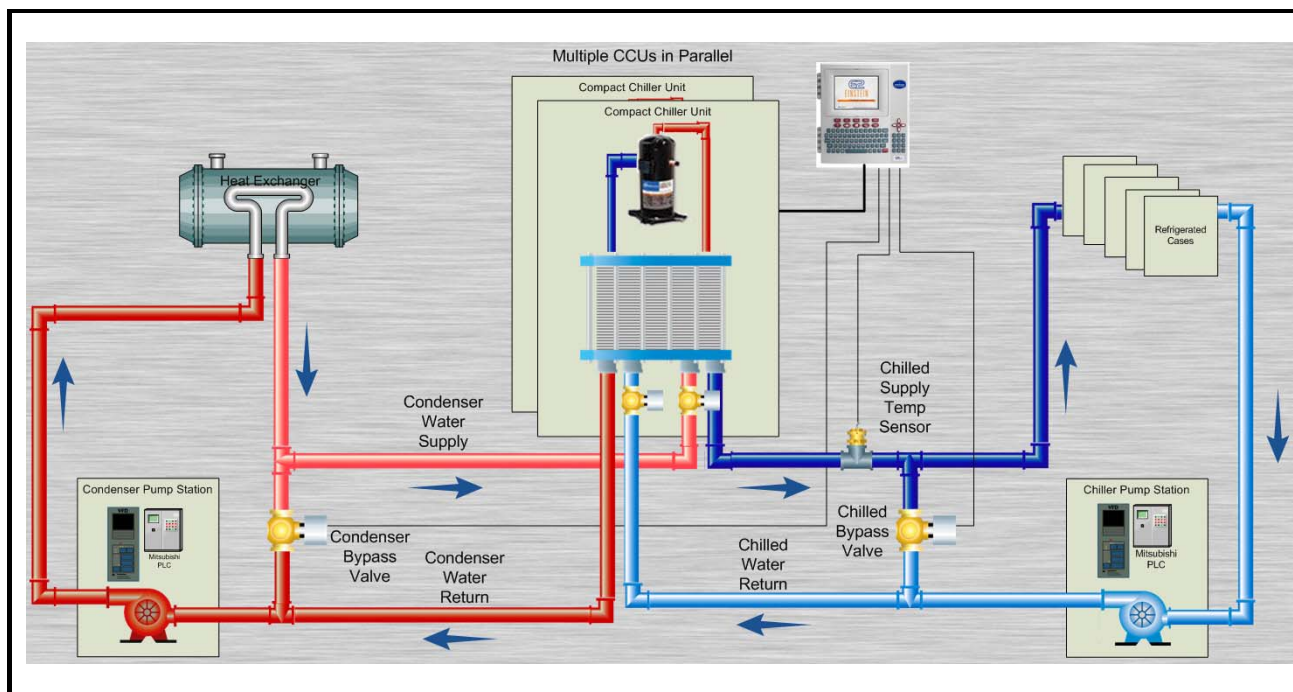 Multiple CCUs in Parallel
Compact Chiller Unit
Compact Chiller Unit
EINSTEIN
Heat Exchanger
Refrigerated
Cases
Condenser
Water
Supply
Chilled
Supply
Temp
Sensor
Condenser Pump Station
VFD
Mitsubishi
PLC
Condenser
Bypass
Valve
Condenser
Water
Return
Chilled
Water
Return
Chilled
Bypass
Valve
Chiller Pump Station
VFD
Mitsubishi
PLC